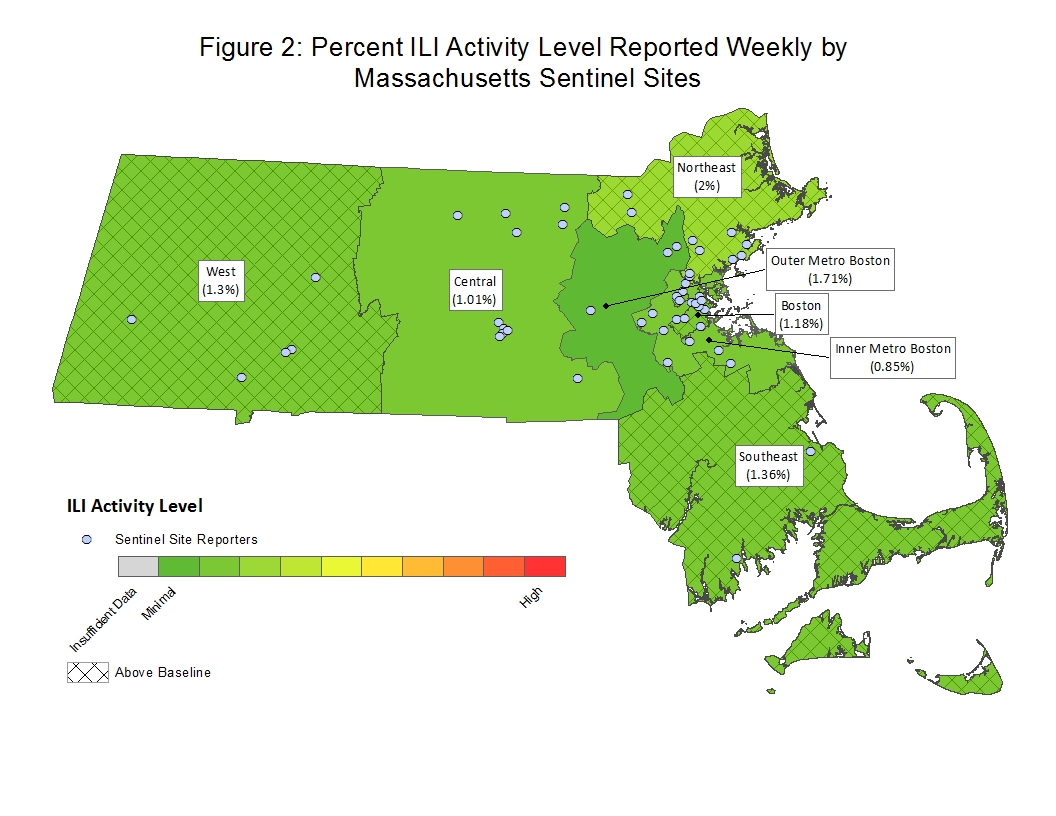 Figure 2: Percent ILI Activity Level Reported Weekly by
Massachusetts Sentinel Sites
Northeast
(2%)
Outer Metro Boston
(1.71%)
West
(1.3%)
Central
(1.01%)
Boston
(1.18%)
Inner Metro Boston
(0.85%)
Southeast
(1.36%)
ILI Activity Level
Sentinel Site Reporters
Insufficient Data
Minimal
High
Above Baseline